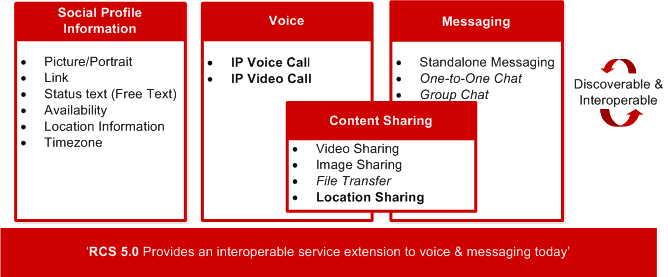 Social Profile
Information
Picture/Portrait
Link
Status text (Free Text)
Availability
Location Information
Timezone
Voice
IP Voice Call
IP Video Call
Messaging
Standalone Messaging
One-to-One Chat
Group Chat
Content Sharing
Video Sharing
Image Sharing
File Transfer
Location Sharing
Discoverable &
Interoperable
‘RCS 5.0 Provides an interoperable service extension to voice & messaging today’